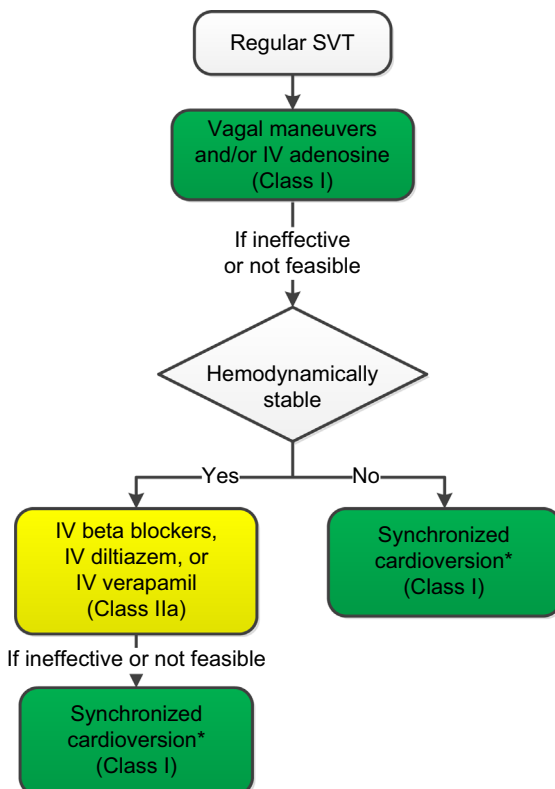 Regular SVT
Vagal maneuvers
and/or IV adenosine
(Class I)
If ineffective
or not feasible
Hemodynamically
stable
Yes
No
IV beta blockers,
IV diltiazem, or
IV verapamil
(Class IIa)
Synchronized
cardioversion*
(Class I)
If ineffective or not feasible
Synchronized
cardioversion*
(Class I)